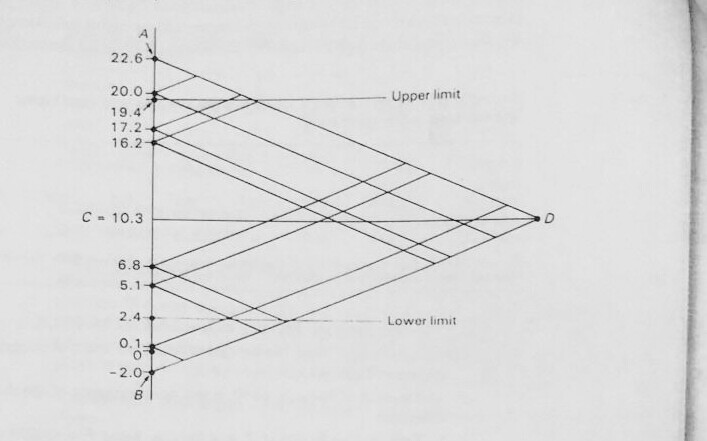 A
22.6
20.0
Upper limit
19.4
17.2
16.2
C = 10.3
D
6.8
5.1
2.4
Lower limit
0.1
0
-2.0
B